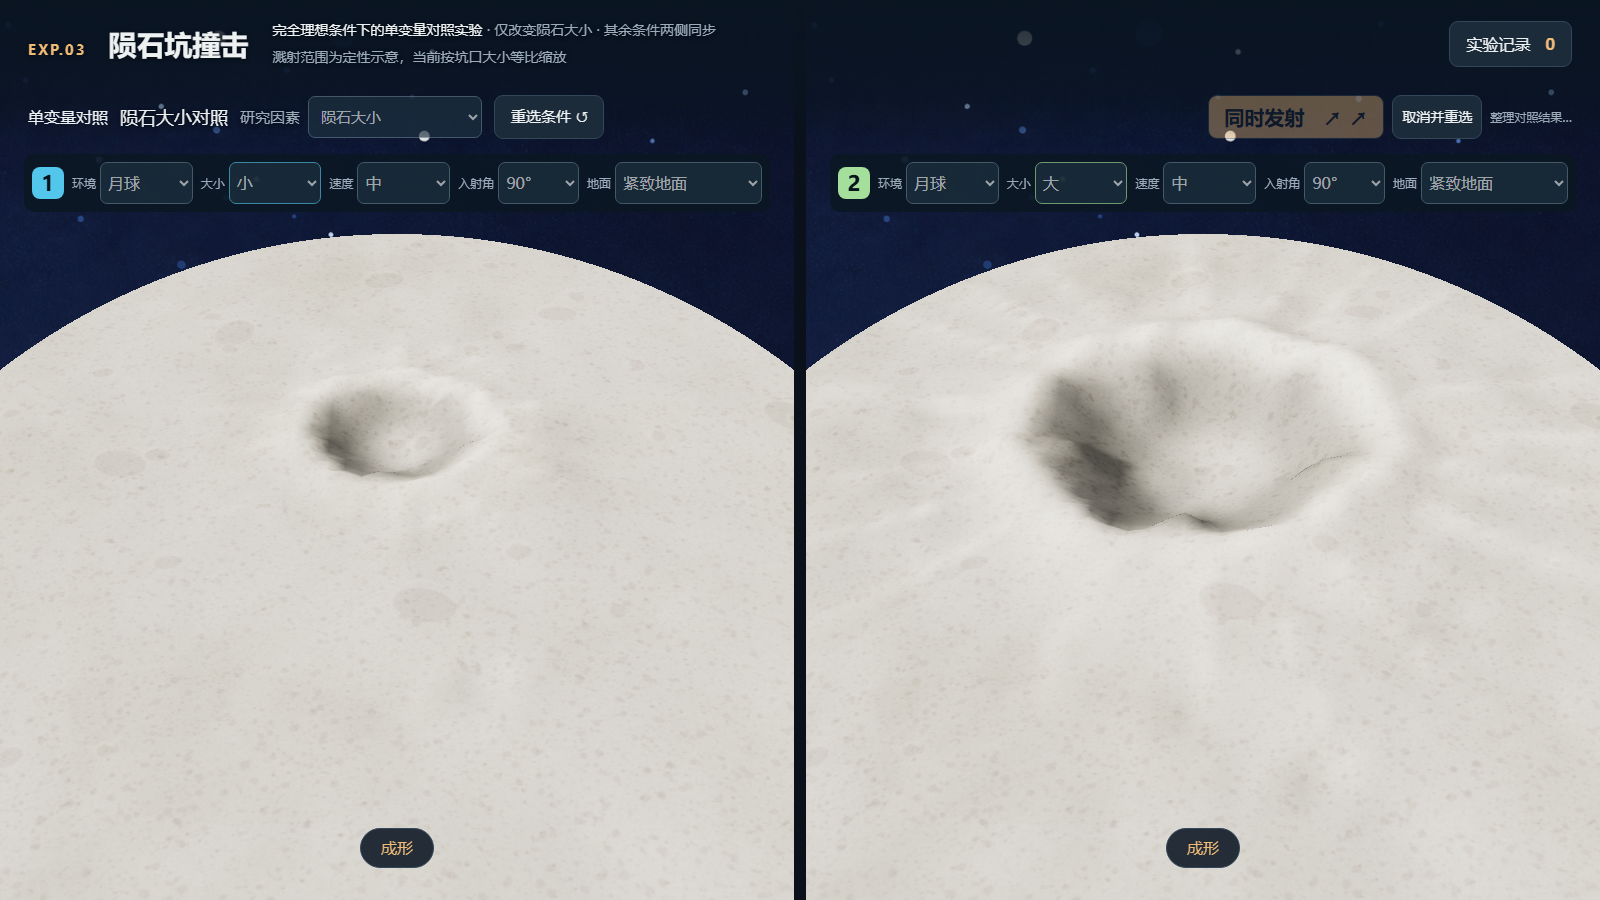 EXP.03 陨石坑撞击
完全理想条件下的单变量对照实验 · 仅改变陨石大小 · 其余条件两侧同步
溅射范围为定性示意，当前按坑口大小等比缩放
实验记录 0
单变量对照 陨石大小对照 研究因素 陨石大小 重选条件 ↺
同时发射 ↗ ↗ 取消并重选 整理对照结果...
1 环境 月球 大小 小 速度 中 入射角 90° 地面 紧致地面
2 环境 月球 大小 大 速度 中 入射角 90° 地面 紧致地面
成形
成形